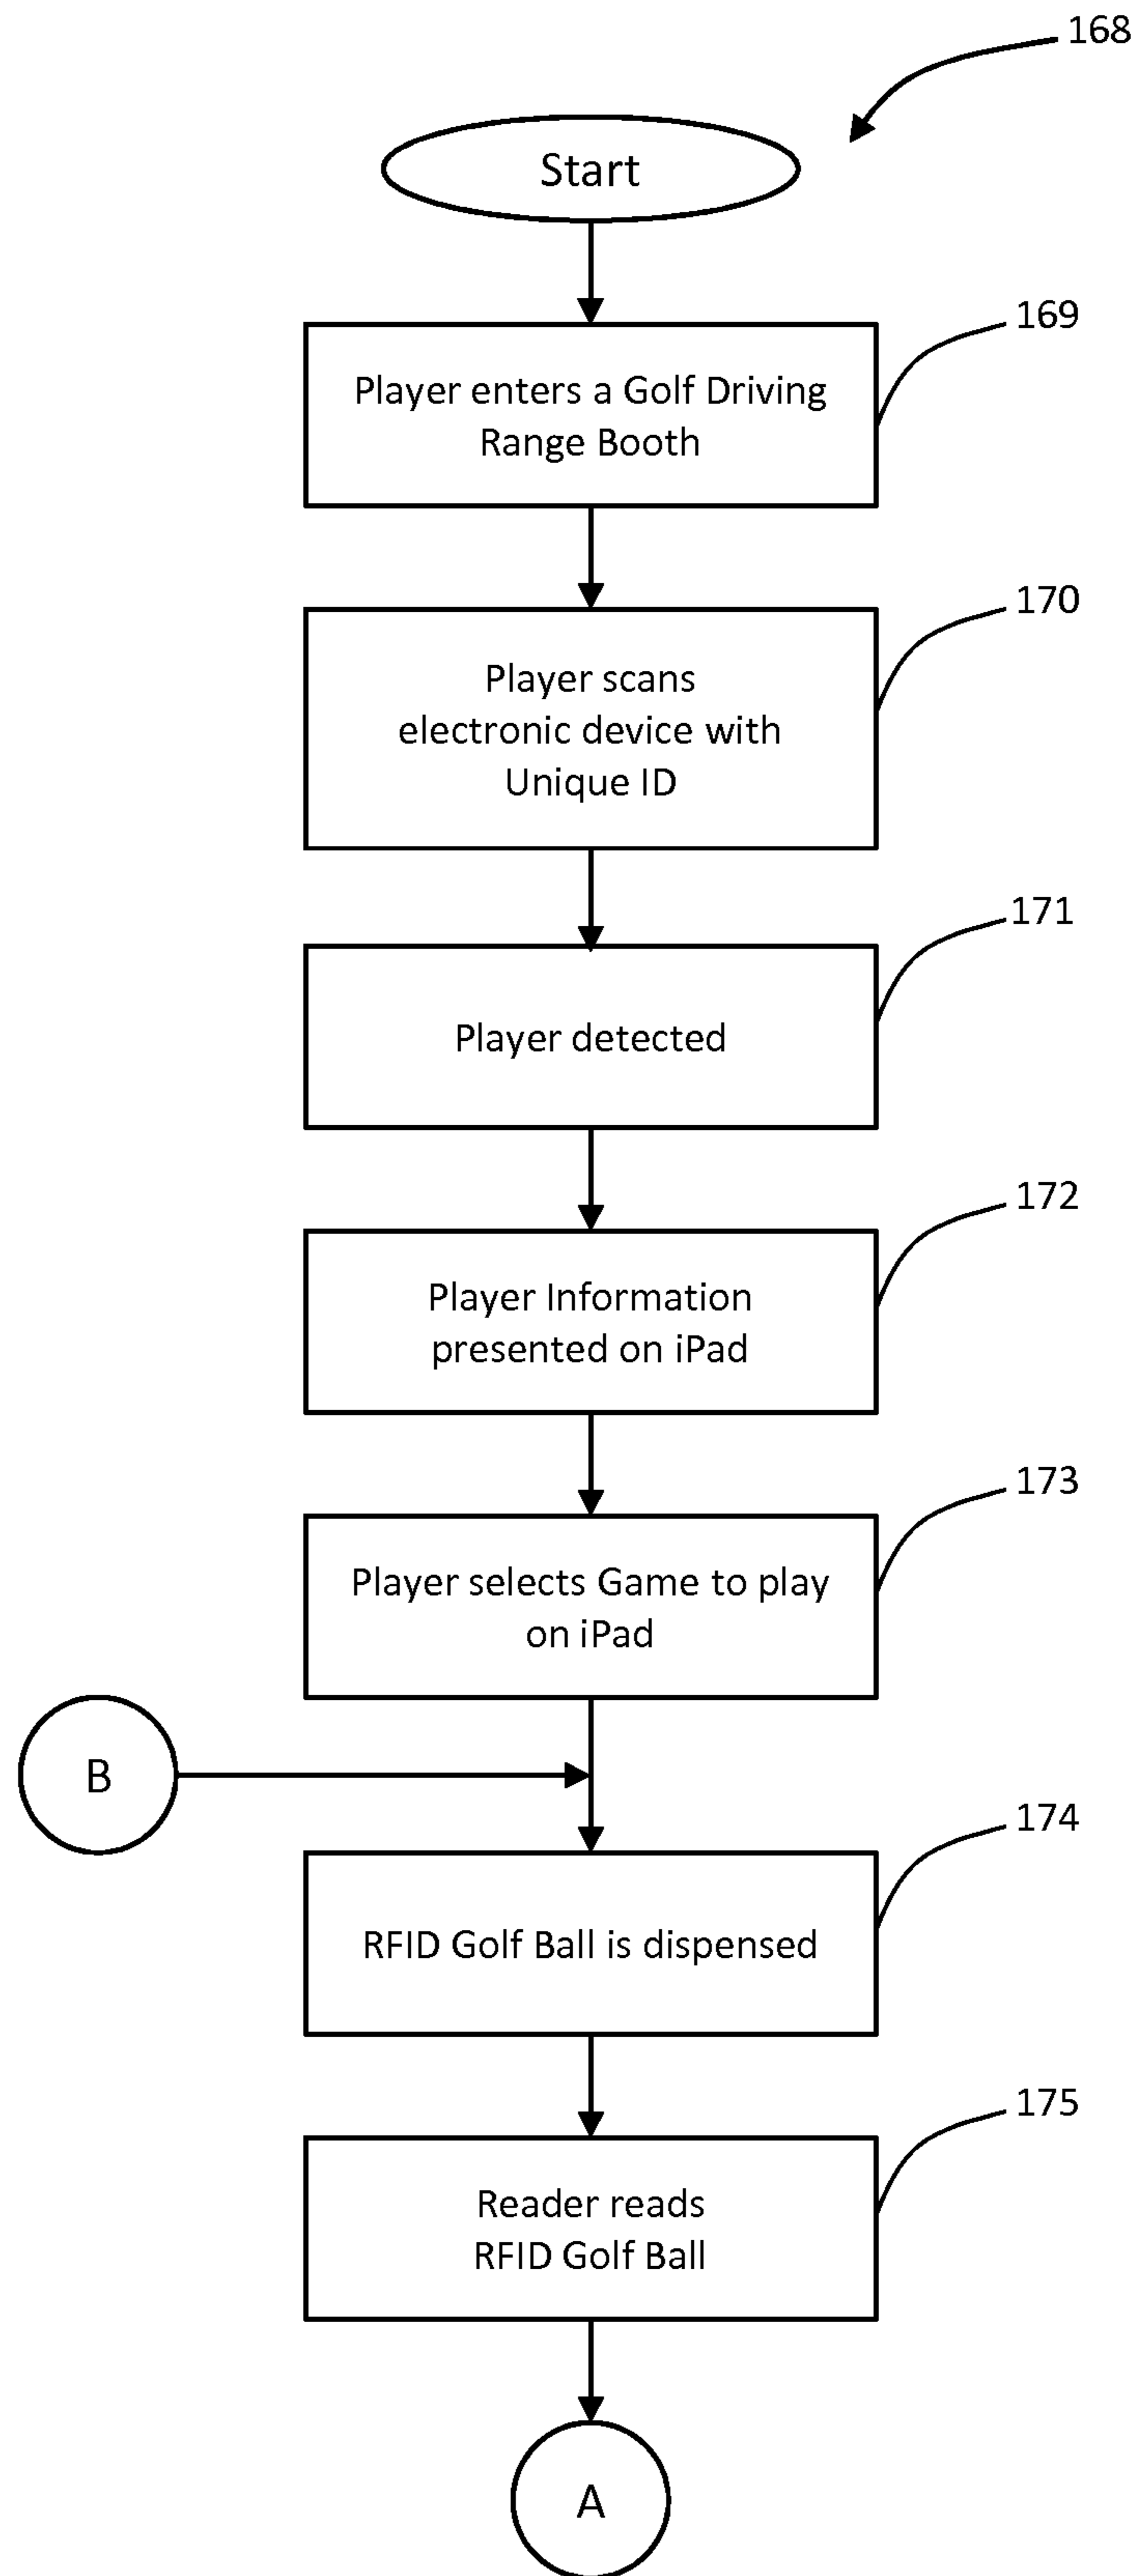 168
Start
169
Player enters a Golf Driving
Range Booth
170
Player scans
electronic device with
Unique ID
171
Player detected
172
Player Information
presented on iPad
173
Player selects Game to play
on iPad
B
174
RFID Golf Ball is dispensed
175
Reader reads
RFID Golf Ball
A